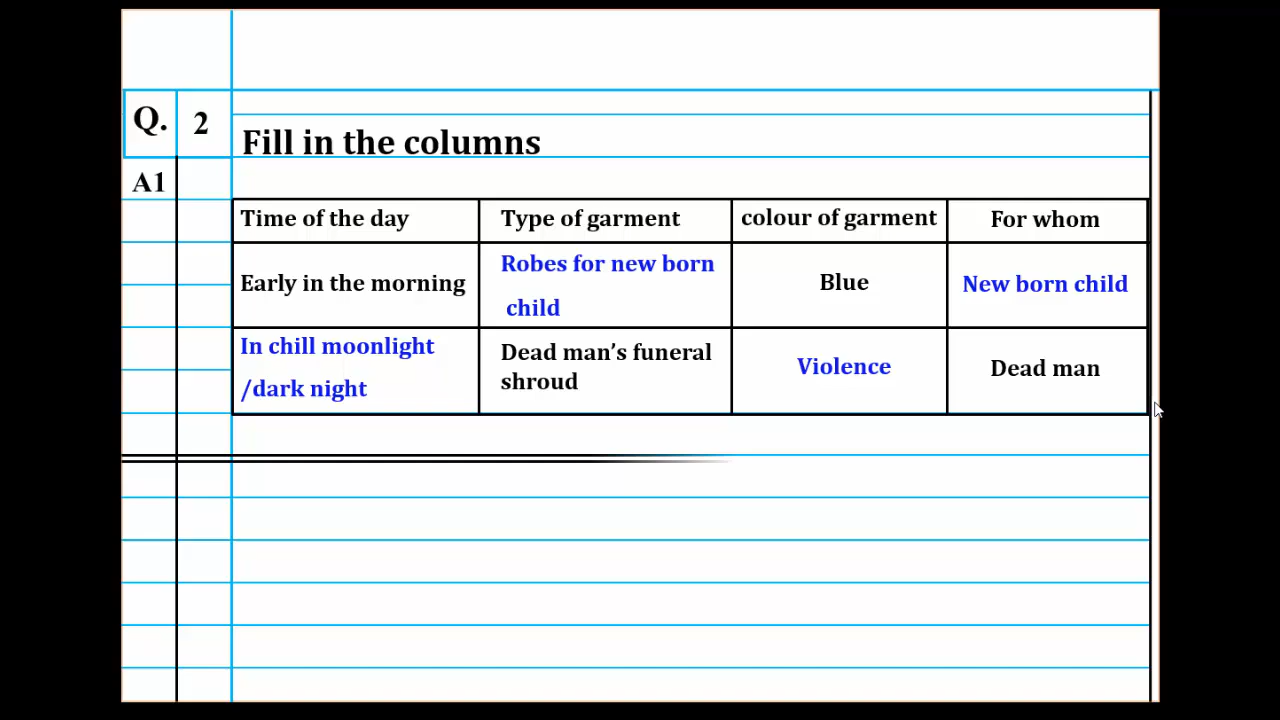 Q. 2
Fill in the columns
A1
Time of the day Type of garment colour of garment For whom
Early in the morning Robes for new born child Blue New born child
In chill moonlight /dark night Dead man's funeral shroud Violence Dead man